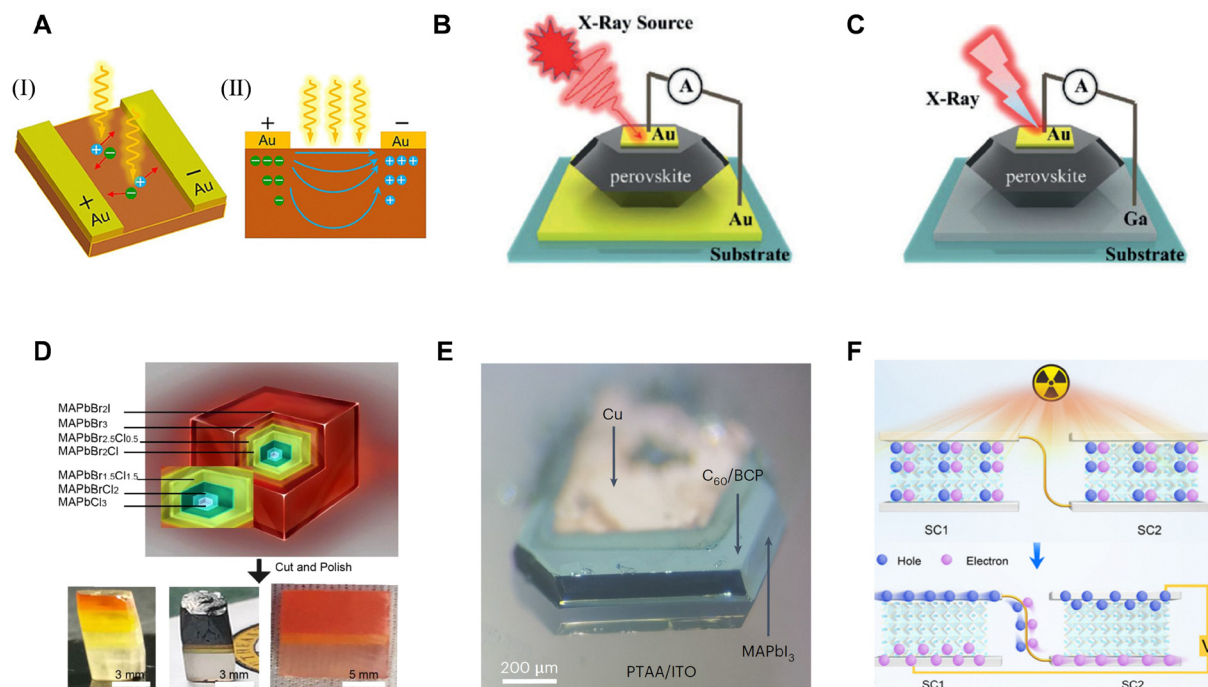 A
(I)
+
Au
−
Au
(II)
+
Au
−
Au
B
X-Ray Source
A
Au
perovskite
Au
Substrate
C
X-Ray
A
Au
perovskite
Ga
Substrate
D
MAPbBr2I
MAPbBr3
MAPbBr2.5Cl0.5
MAPbBr2Cl
MAPbBr1.5Cl1.5
MAPbBrCl2
MAPbCl3
Cut and Polish
3 mm
3 mm
5 mm
E
Cu
C60/BCP
MAPbI3
200 μm
PTAA/ITO
F
SC1
SC2
Hole
Electron
V
SC1
SC2